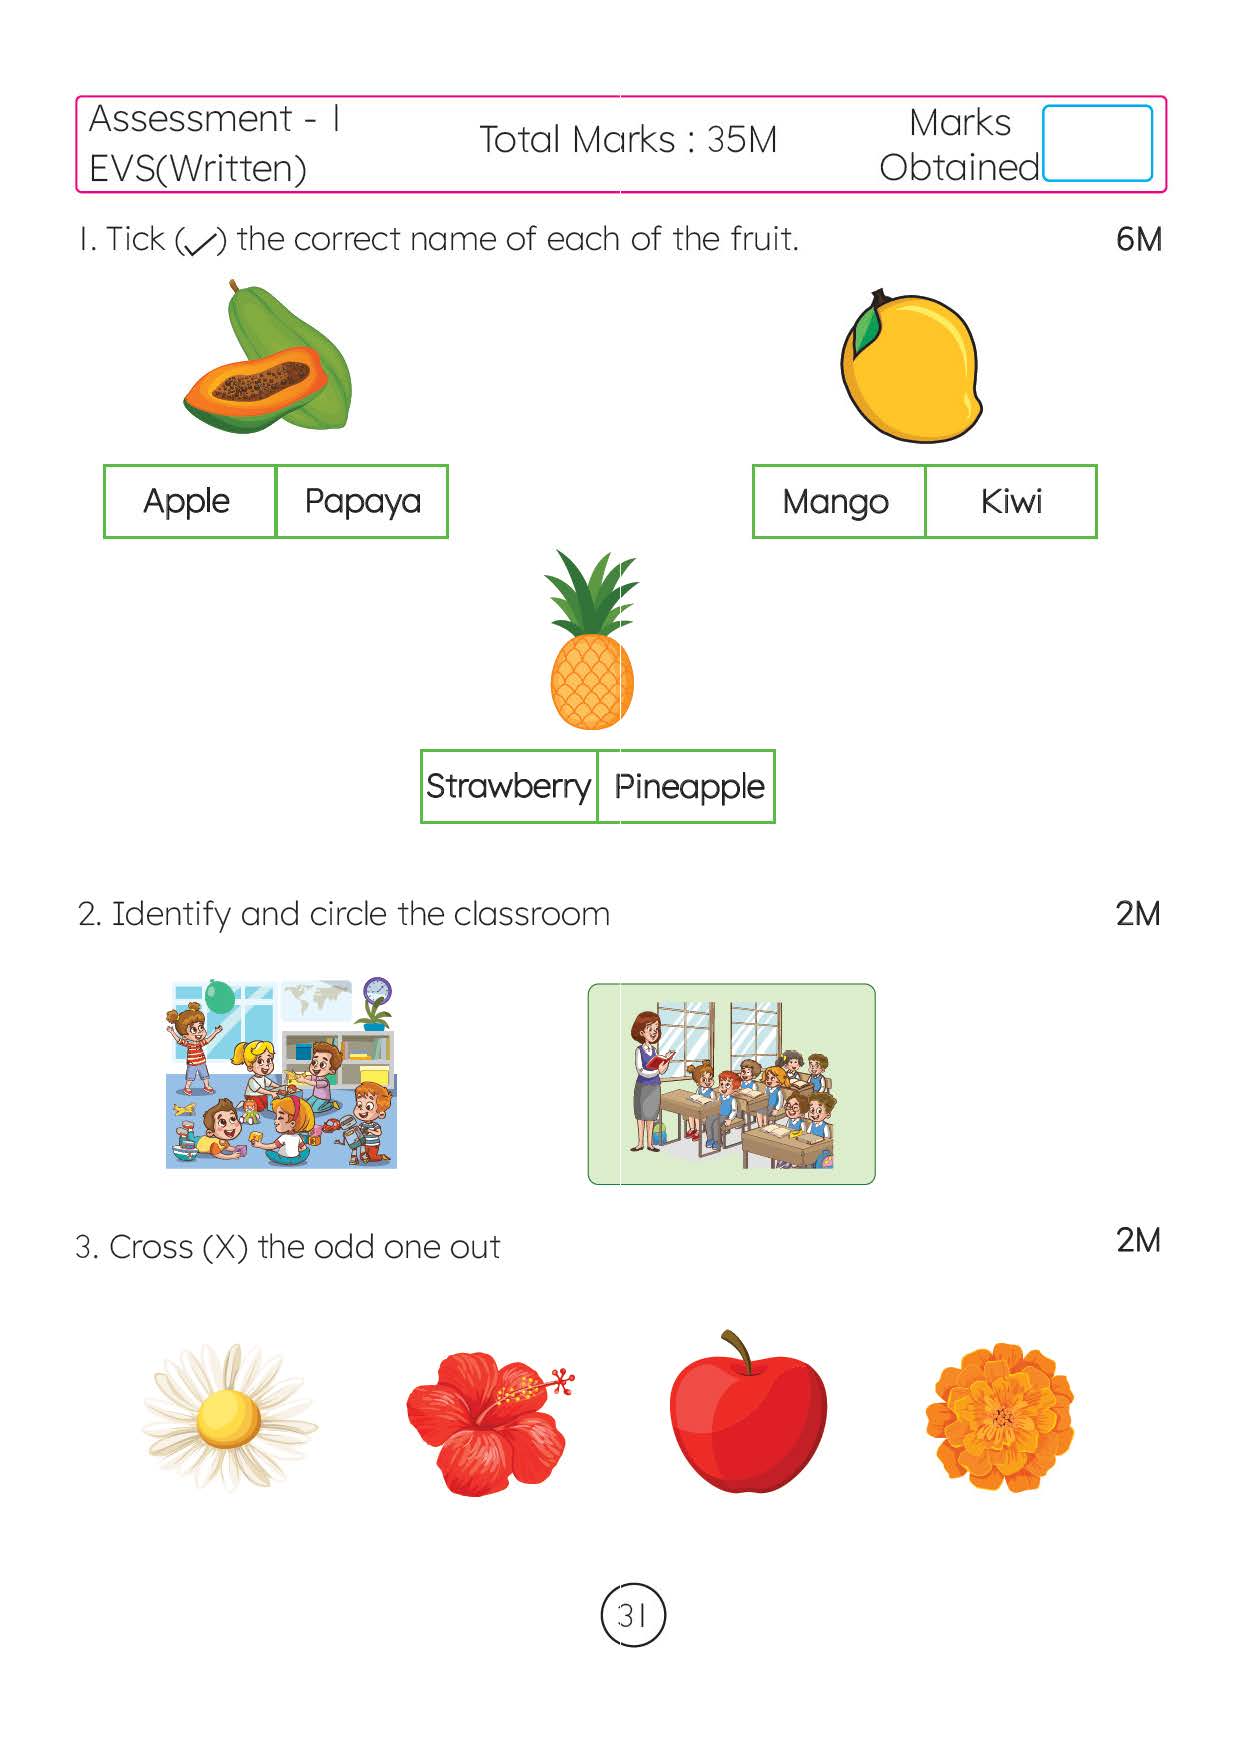 Assessment - 1
EVS(Written)
Total Marks : 35M
Marks
Obtained
1. Tick (✓) the correct name of each of the fruit. 6M
Apple Papaya
Mango Kiwi
Strawberry Pineapple
2. Identify and circle the classroom 2M
3. Cross (X) the odd one out 2M
31